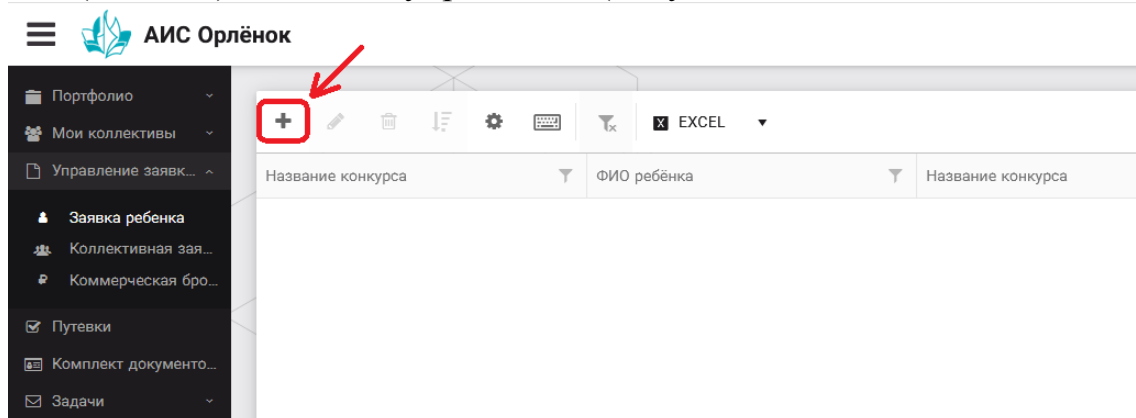 АИС Орлёнок
Портфолио
Мои коллективы
Управление заявк...
Заявка ребенка
Коллективная зая...
Коммерческая бро...
Путевки
Комплект документо...
Задачи
EXCEL
Название конкурса ФИО ребёнка Название конкурса